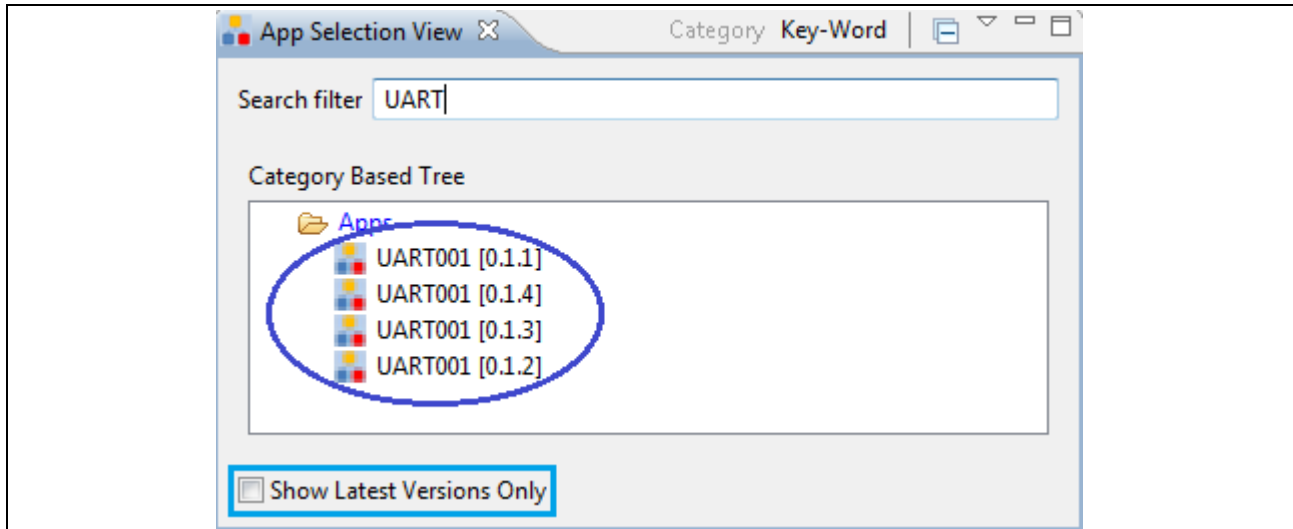 App Selection View Category Key-Word
Search filter UART
Category Based Tree
Apps
UART001 [0.1.1]
UART001 [0.1.4]
UART001 [0.1.3]
UART001 [0.1.2]
Show Latest Versions Only